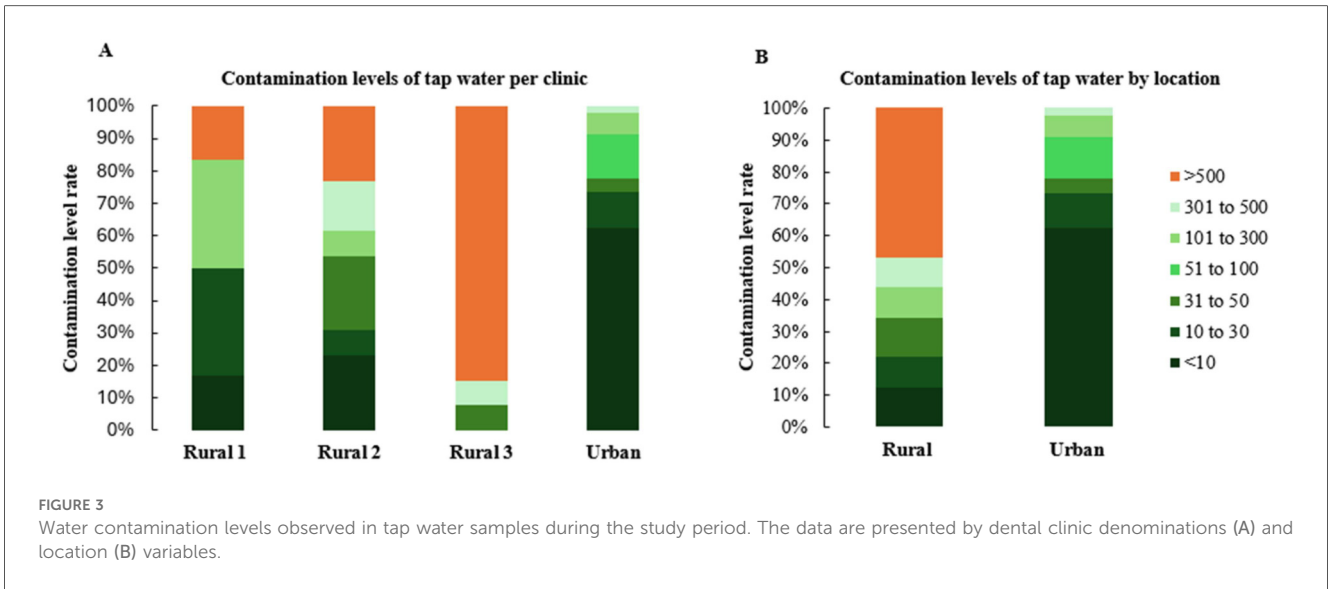 A
Contamination levels of tap water per clinic
Contamination level rate
100%
90%
80%
70%
60%
50%
40%
30%
20%
10%
0%
Rural 1
Rural 2
Rural 3
Urban
B
Contamination levels of tap water by location
Contamination level rate
100%
90%
80%
70%
60%
50%
40%
30%
20%
10%
0%
Rural
Urban
>500
301 to 500
101 to 300
51 to 100
31 to 50
10 to 30
<10
FIGURE 3
Water contamination levels observed in tap water samples during the study period. The data are presented by dental clinic denominations (A) and
location (B) variables.